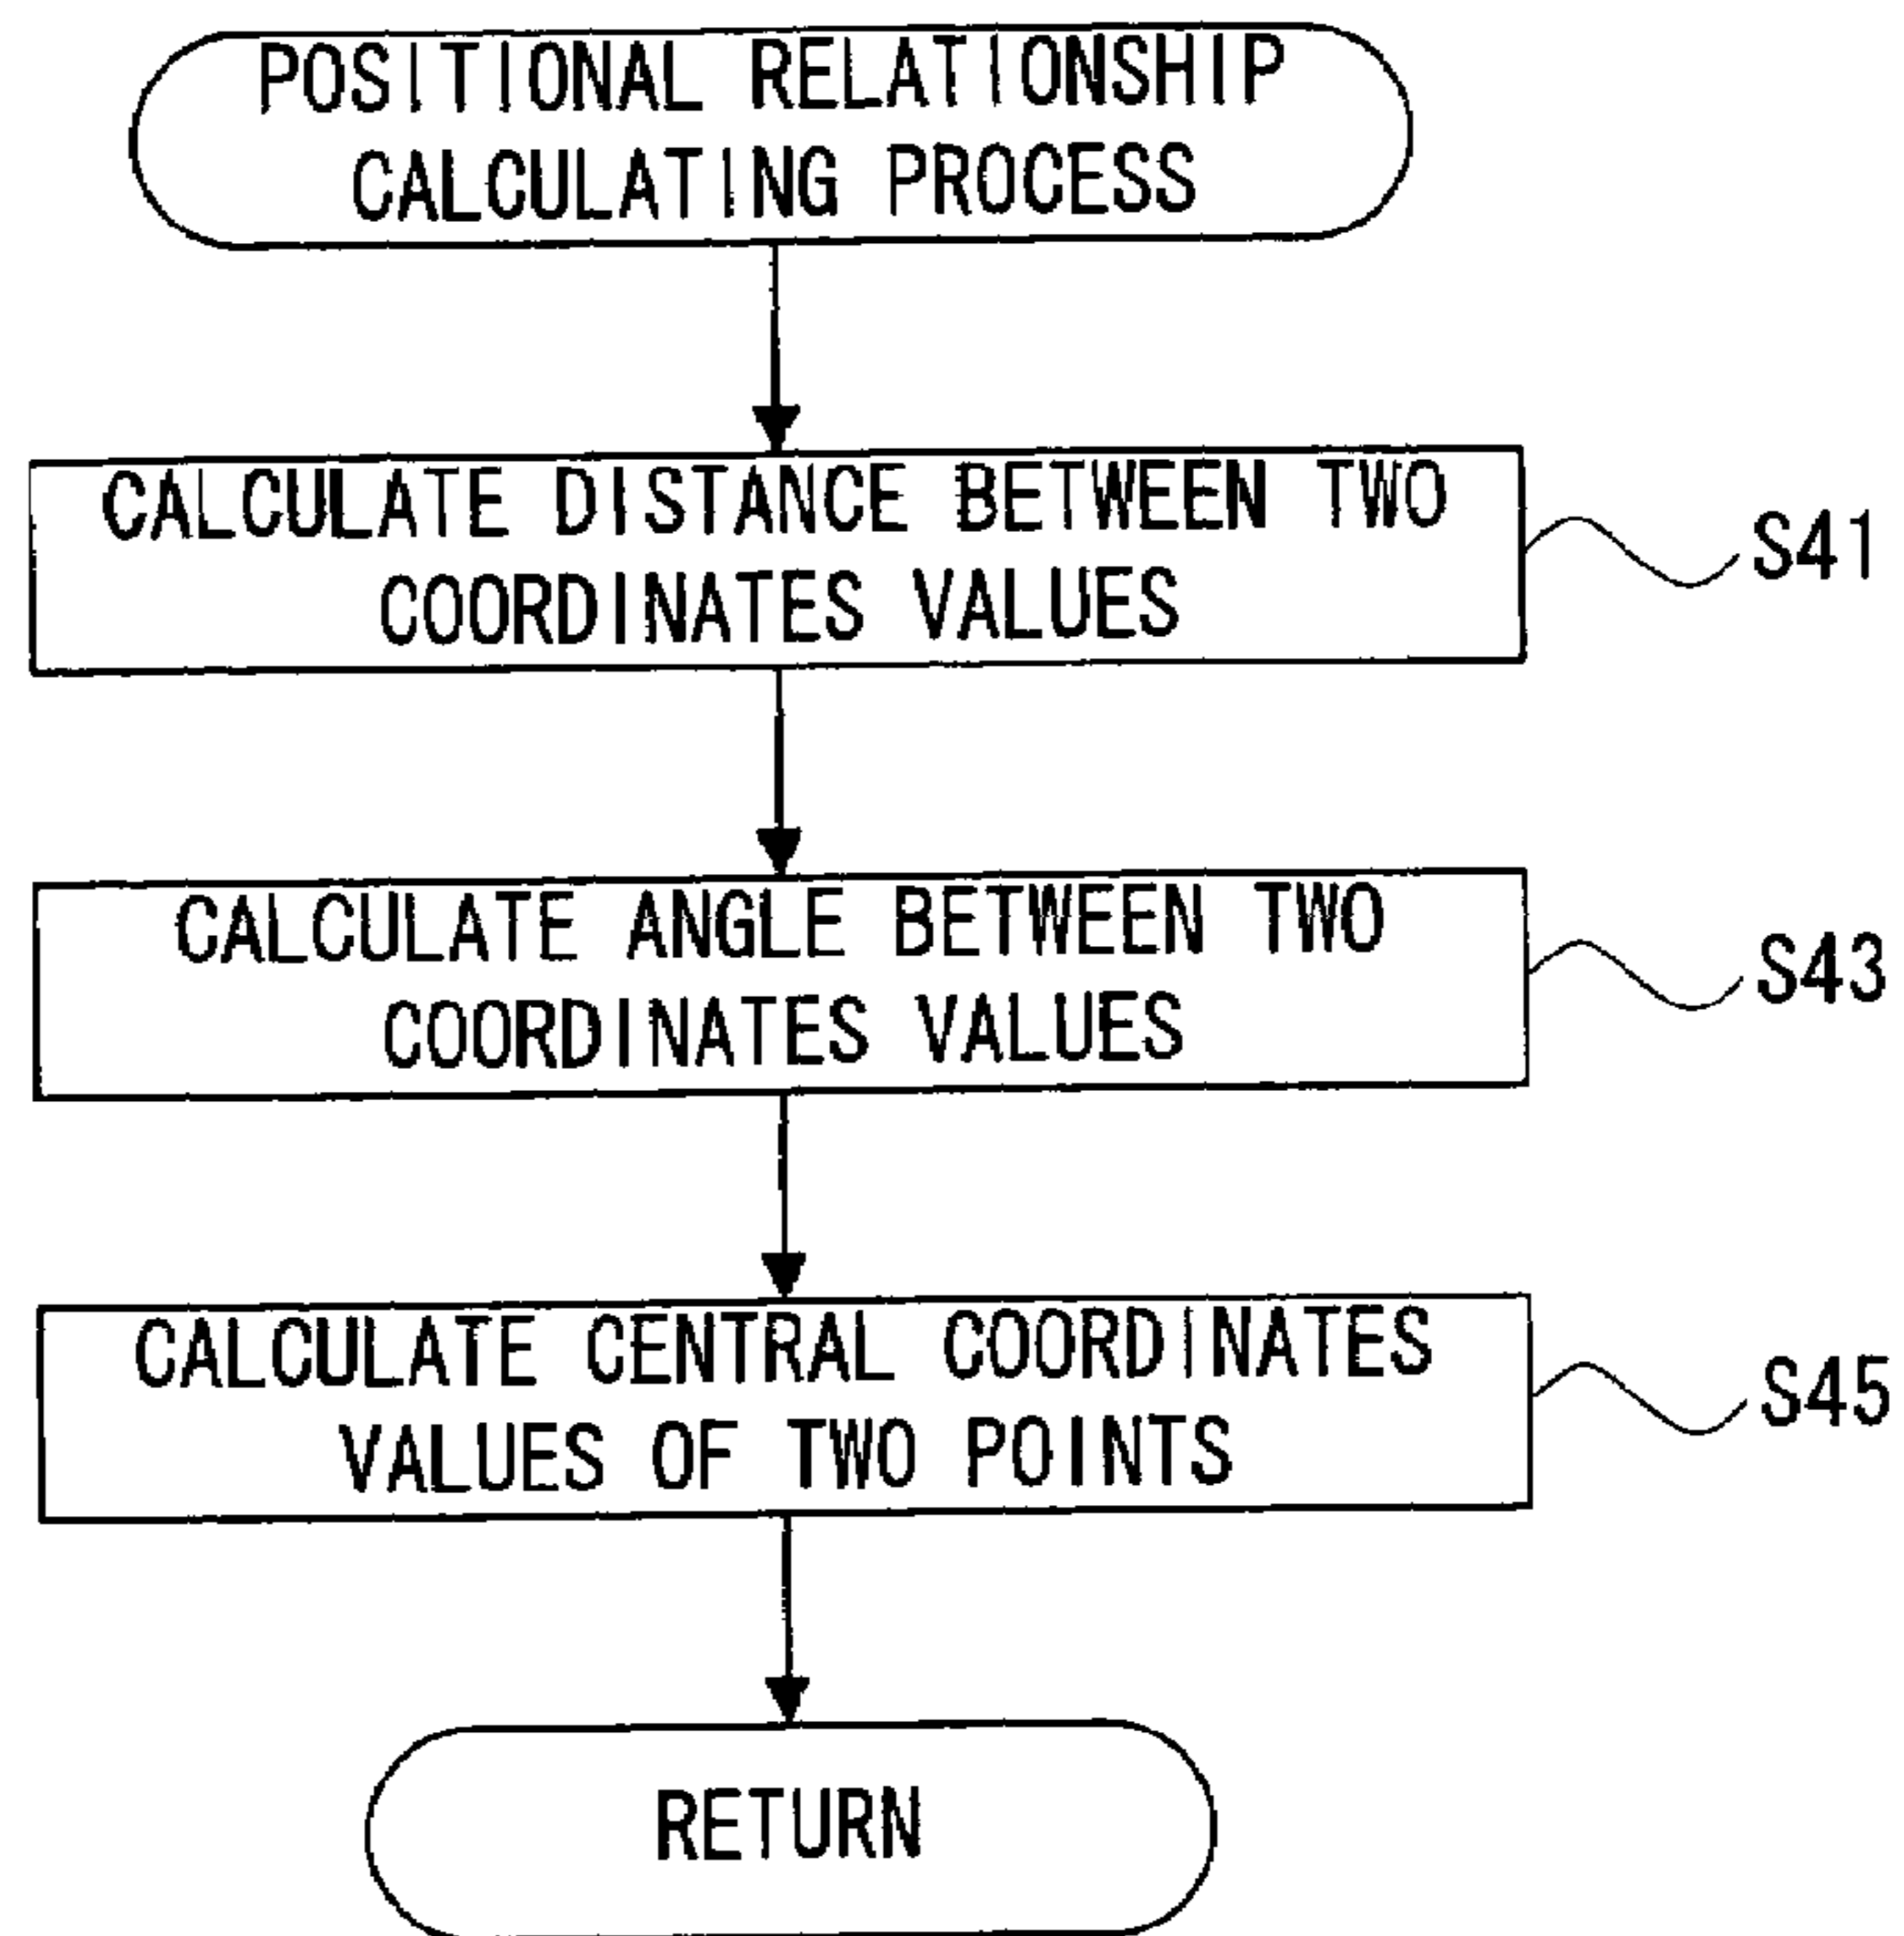 POSITIONAL RELATIONSHIP
CALCULATING PROCESS
CALCULATE DISTANCE BETWEEN TWO
COORDINATES VALUES
S41
CALCULATE ANGLE BETWEEN TWO
COORDINATES VALUES
S43
CALCULATE CENTRAL COORDINATES
VALUES OF TWO POINTS
S45
RETURN